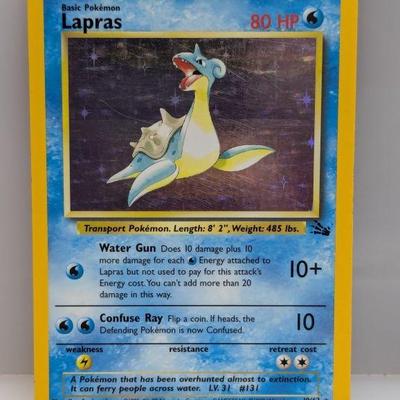 Basic Pokémon
Lapras 80 HP
Transport Pokémon. Length: 8' 2", Weight: 485 lbs.
Water Gun Does 10 damage plus 10
more damage for each Energy attached to
Lapras but not used to pay for this attack's
Energy cost. You can't add more than 20
damage in this way.
10+
Confuse Ray Flip a coin. If heads, the
Defending Pokémon is now Confused.
10
weakness resistance retreat cost
A Pokémon that has been overhunted almost to extinction.
It can ferry people across water. LV. 31 #131